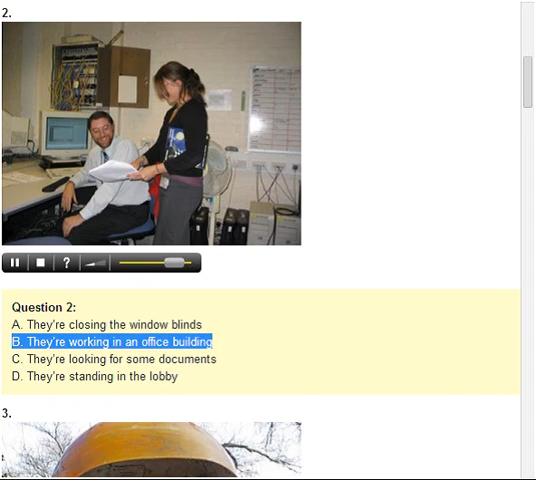 2.
?
Question 2:
A. They're closing the window blinds
B. They're working in an office building
C. They're looking for some documents
D. They're standing in the lobby
3.